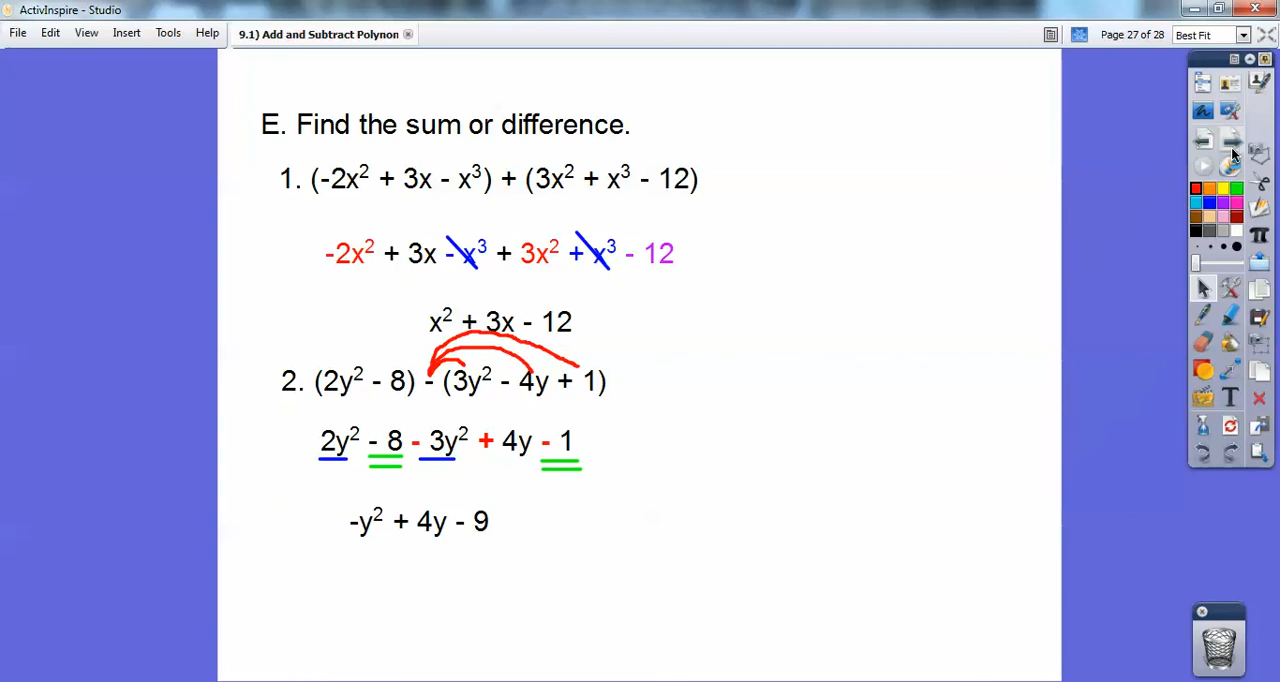 ActivInspire - Studio
File Edit View Insert Tools Help
9.1) Add and Subtract Polynon
Page 27 of 28
Best Fit
E. Find the sum or difference.
1. (-2x² + 3x - x³) + (3x² + x³ - 12)
-2x² + 3x - x³ + 3x² + x³ - 12
x² + 3x - 12
2. (2y² - 8) - (3y² - 4y + 1)
2y² - 8 - 3y² + 4y - 1
-y² + 4y - 9